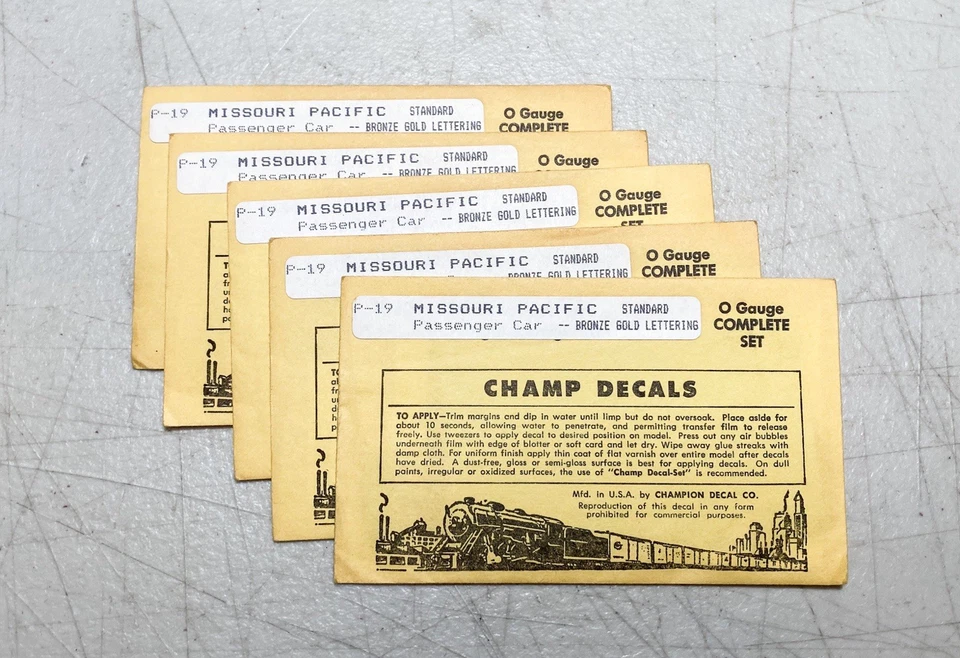 P-19 MISSOURI PACIFIC STANDARD
Passenger Car -- BRONZE GOLD LETTERING
O Gauge
COMPLETE
P-19 MISSOURI PACIFIC STANDARD
Passenger Car -- BRONZE GOLD LETTERING
O Gauge
P-19 MISSOURI PACIFIC STANDARD
Passenger Car -- BRONZE GOLD LETTERING
O Gauge
COMPLETE
SET
P-19 MISSOURI PACIFIC STANDARD
BRONZE GOLD LETTERING
O Gauge
COMPLETE
P-19 MISSOURI PACIFIC STANDARD
Passenger Car -- BRONZE GOLD LETTERING
O Gauge
COMPLETE
SET
CHAMP DECALS
TO APPLY—Trim margins and dip in water until limp but do not oversoak. Place aside for
about 10 seconds, allowing water to penetrate, and permitting transfer film to release
freely. Use tweezers to apply decal to desired position on model. Press out any air bubbles
underneath film with edge of blotter or soft card and let dry. Wipe away glue streaks with
damp cloth. For uniform finish apply thin coat of flat varnish over entire model after decals
have dried. A dust-free, gloss or semi-gloss surface is best for applying decals. On dull
paints, irregular or oxidized surfaces, the use of "Champ Decal-Set" is recommended.
Mfd. in U.S.A. by CHAMPION DECAL CO.
Reproduction of this decal in any form
prohibited for commercial purposes.